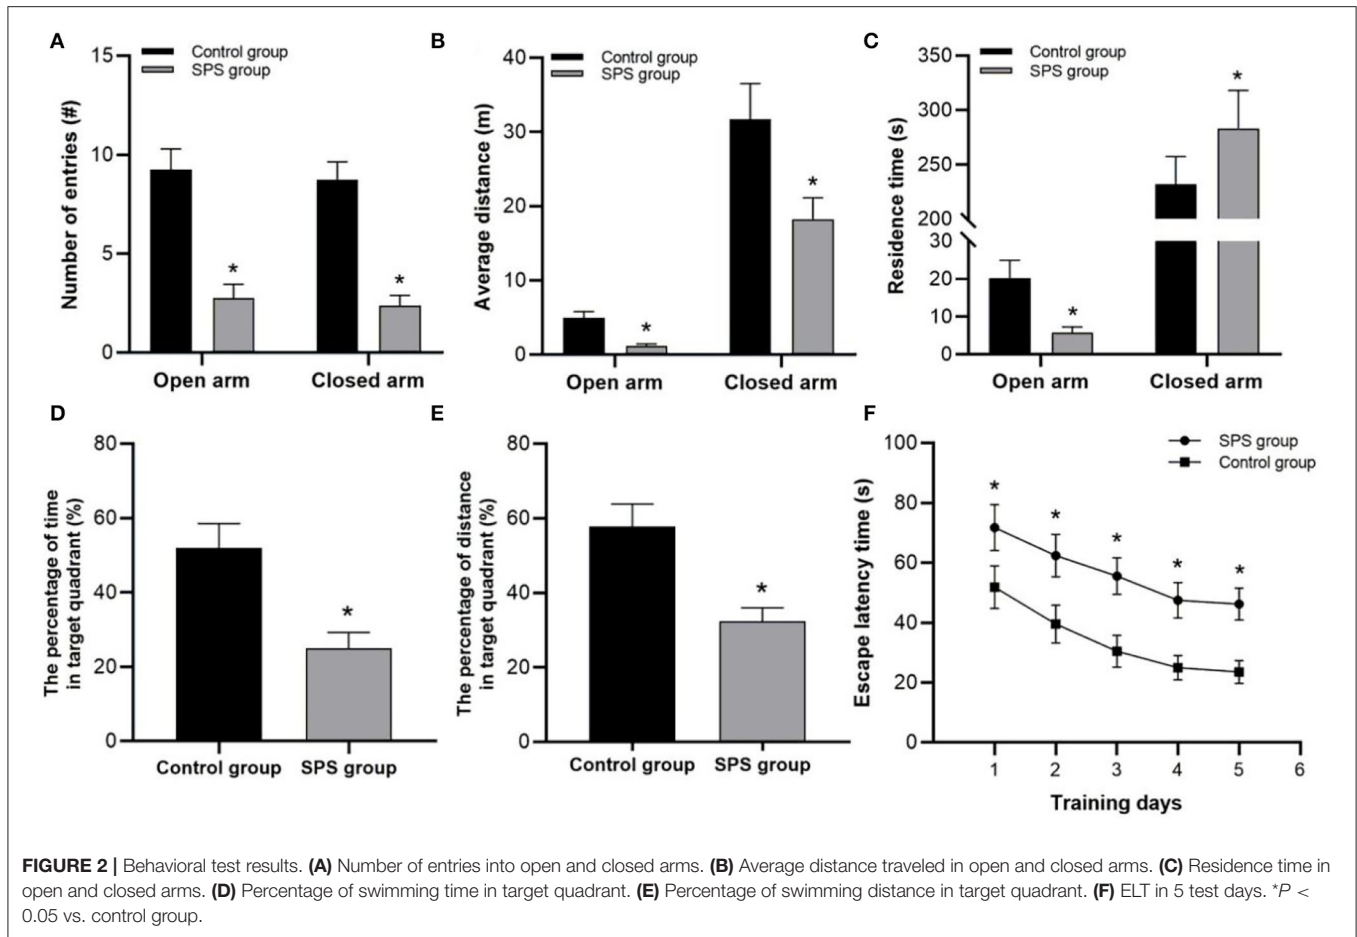 A
15
10
5
0
Number of entries (#)
Control group
SPS group
*
*
Open arm
Closed arm
B
40
30
20
10
0
Average distance (m)
Control group
SPS group
*
*
Open arm
Closed arm
C
350
300
250
200
30
20
10
0
Residence time (s)
Control group
SPS group
*
*
Open arm
Closed arm
D
80
60
40
20
0
The percentage of time
in target quadrant (%)
*
Control group
SPS group
E
80
60
40
20
0
The percentage of distance
in target quadrant (%)
*
Control group
SPS group
F
100
80
60
40
20
0
Escape latency time (s)
SPS group
Control group
*
*
*
*
*
1 2 3 4 5 6
Training days
FIGURE 2 | Behavioral test results. (A) Number of entries into open and closed arms. (B) Average distance traveled in open and closed arms. (C) Residence time in
open and closed arms. (D) Percentage of swimming time in target quadrant. (E) Percentage of swimming distance in target quadrant. (F) ELT in 5 test days. *P <
0.05 vs. control group.